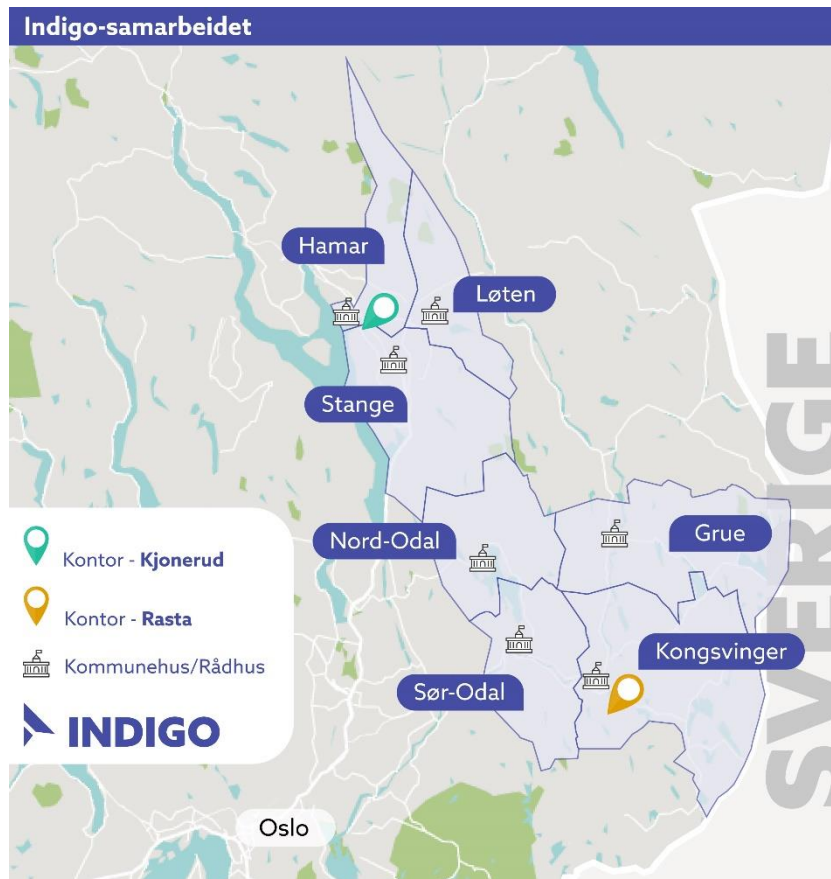 Indigo-samarbeidet
Hamar
Løten
Stange
Nord-Odal
Grue
Kongsvinger
Sør-Odal
SVERIGE
Kontor - Kjonerud
Kontor - Rasta
Kommunehus/Rådhus
INDIGO
Oslo